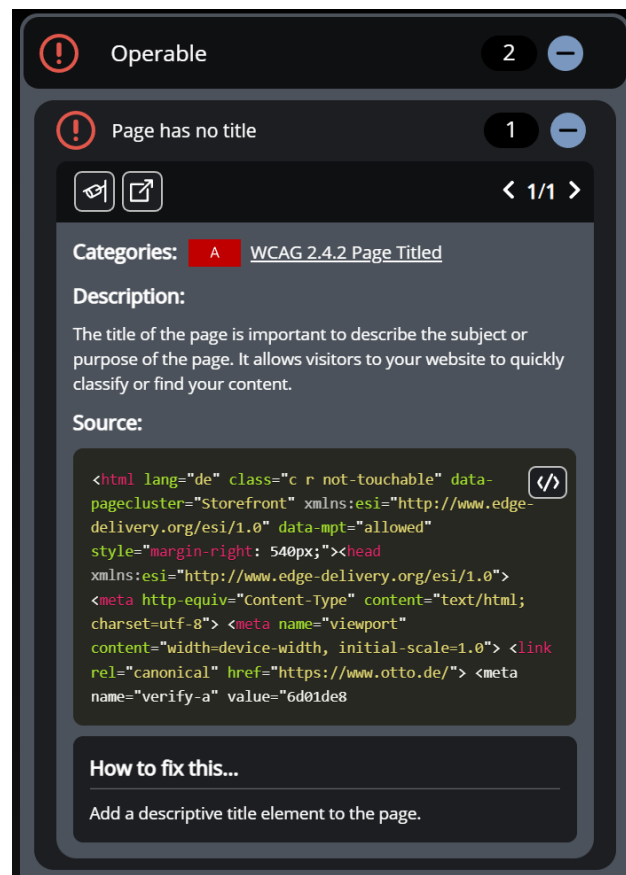 Operable 2
Page has no title 1
1/1
Categories: A WCAG 2.4.2 Page Titled
Description:
The title of the page is important to describe the subject or
purpose of the page. It allows visitors to your website to quickly
classify or find your content.
Source:
<html lang="de" class="c r not-touchable" data-
pagecluster="Storefront" xmlns:esi="http://www.edge-
delivery.org/esi/1.0" data-mpt="allowed"
style="margin-right: 540px;"><head
xmlns:esi="http://www.edge-delivery.org/esi/1.0">
<meta http-equiv="Content-Type" content="text/html;
charset=utf-8"> <meta name="viewport"
content="width=device-width, initial-scale=1.0"> <link
rel="canonical" href="https://www.otto.de/"> <meta
name="verify-a" value="6d01de8
How to fix this...
Add a descriptive title element to the page.